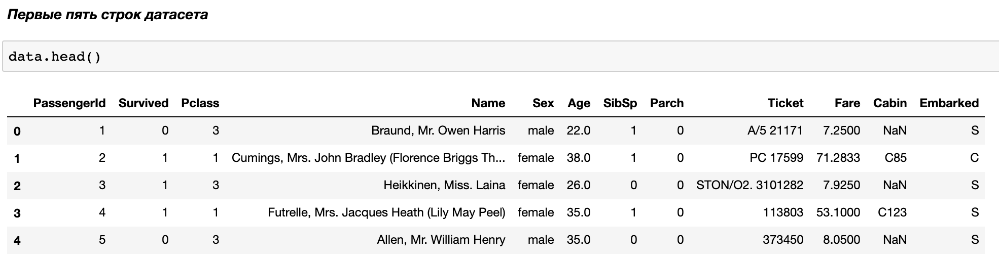 Первые пять строк датасета
data.head()
PassengerId Survived Pclass Name Sex Age SibSp Parch Ticket Fare Cabin Embarked
0 1 0 3 Braund, Mr. Owen Harris male 22.0 1 0 A/5 21171 7.2500 NaN S
1 2 1 1 Cumings, Mrs. John Bradley (Florence Briggs Th... female 38.0 1 0 PC 17599 71.2833 C85 C
2 3 1 3 Heikkinen, Miss. Laina female 26.0 0 0 STON/O2. 3101282 7.9250 NaN S
3 4 1 1 Futrelle, Mrs. Jacques Heath (Lily May Peel) female 35.0 1 0 113803 53.1000 C123 S
4 5 0 3 Allen, Mr. William Henry male 35.0 0 0 373450 8.0500 NaN S